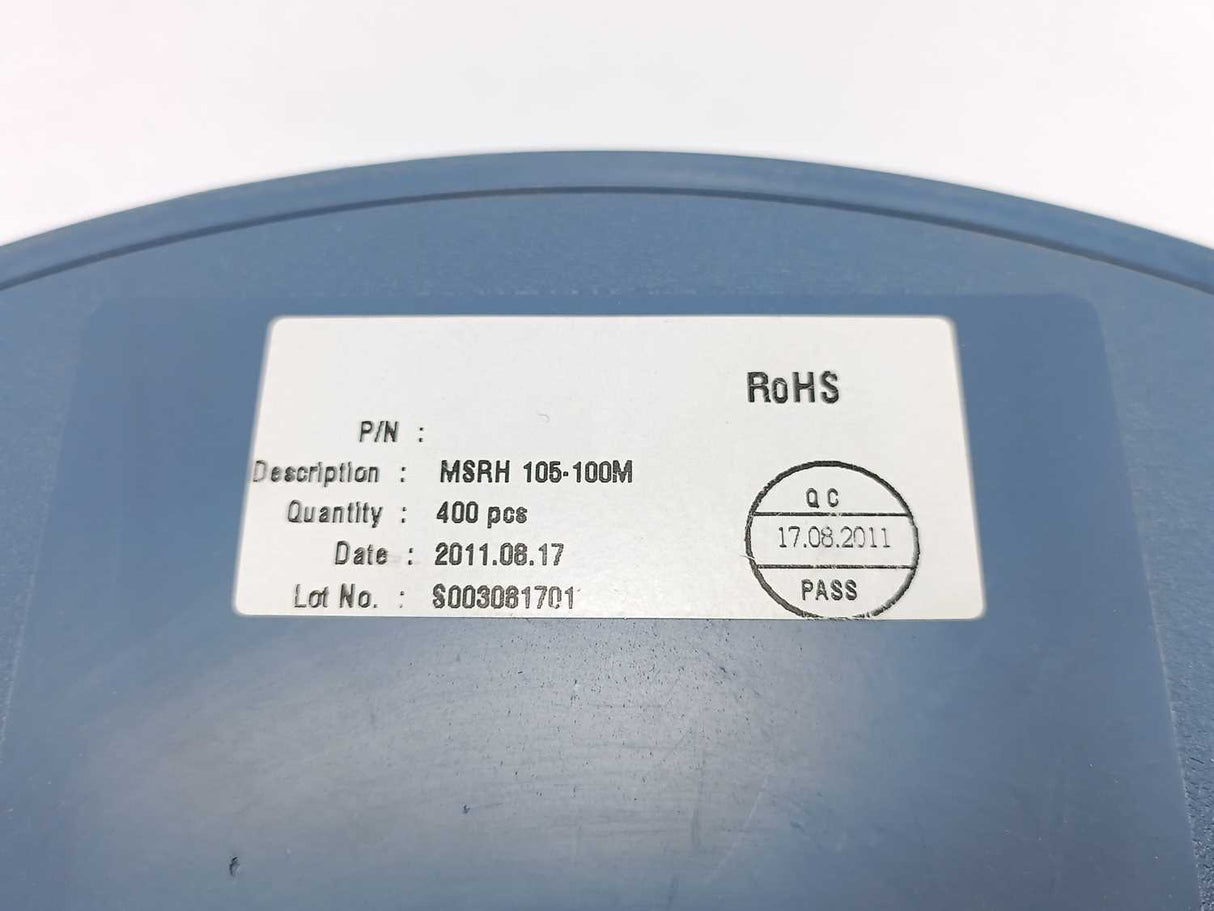 RoHS
P/N :
Description : MSRH 105-100M
Quantity : 400 pcs
Date : 2011.08.17
Lot No. : S003081701
QC
17.08.2011
PASS